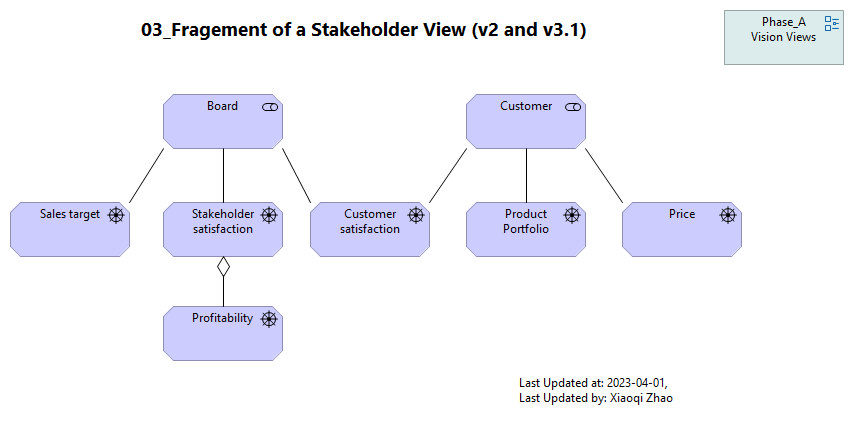 03_Fragement of a Stakeholder View (v2 and v3.1)
Phase_A
Vision Views
Board
Customer
Sales target
Stakeholder
satisfaction
Customer
satisfaction
Product
Portfolio
Price
Profitability
Last Updated at: 2023-04-01,
Last Updated by: Xiaoqi Zhao